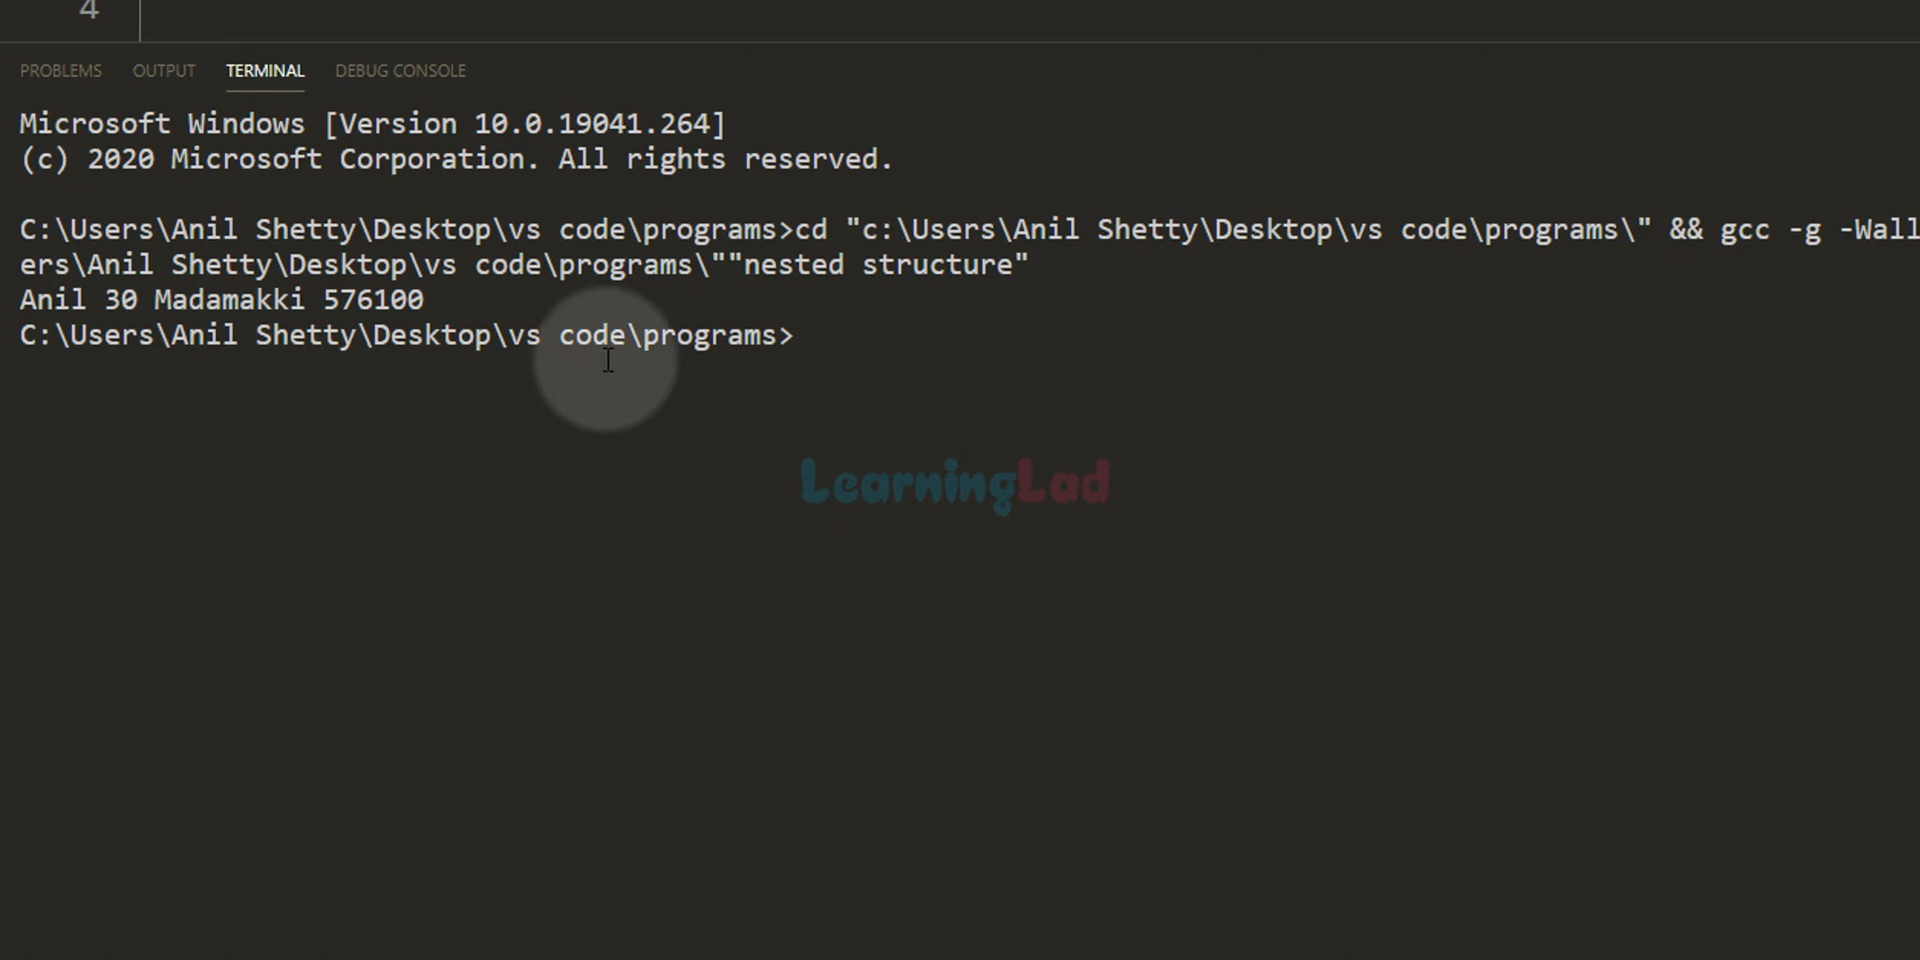 4
PROBLEMS OUTPUT TERMINAL DEBUG CONSOLE
Microsoft Windows [Version 10.0.19041.264]
(c) 2020 Microsoft Corporation. All rights reserved.
C:\Users\Anil Shetty\Desktop\vs code\programs>cd "c:\Users\Anil Shetty\Desktop\vs code\programs\" && gcc -g -Wall
ers\Anil Shetty\Desktop\vs code\programs\""nested structure"
Anil 30 Madamakki 576100
C:\Users\Anil Shetty\Desktop\vs code\programs>
LearningLad